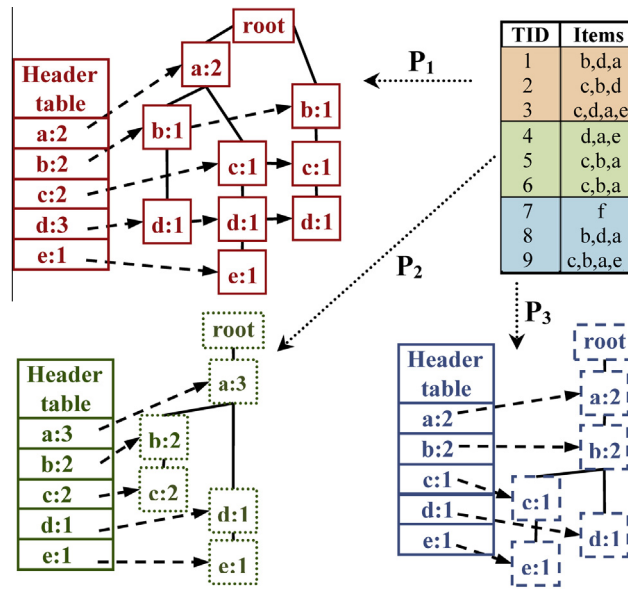 root
a:2
b:1
b:1
c:1
c:1
d:1
d:1
d:1
e:1
Header
table
a:2
b:2
c:2
d:3
e:1
P1
TID Items
1 b,d,a
2 c,b,d
3 c,d,a,e
4 d,a,e
5 c,b,a
6 c,b,a
7 f
8 b,d,a
9 c,b,a,e
P2
P3
root
a:3
b:2
c:2
d:1
e:1
Header
table
a:3
b:2
c:2
d:1
e:1
root
a:2
b:2
c:1
d:1
e:1
Header
table
a:2
b:2
c:1
d:1
e:1